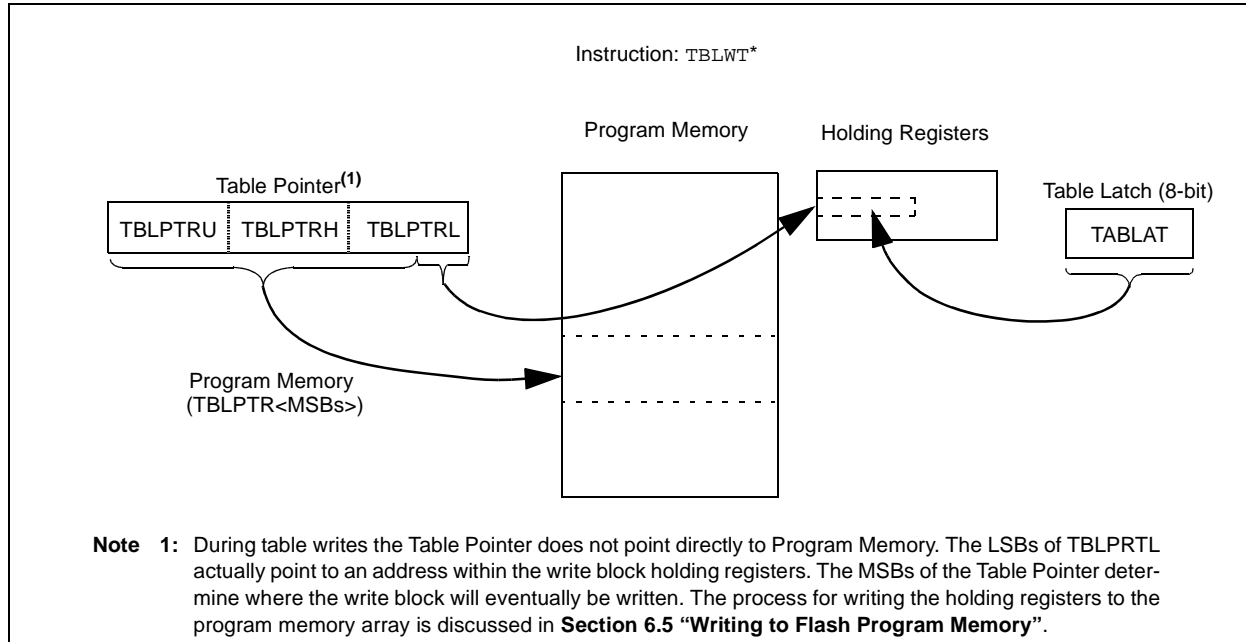 Instruction: TBLWT*
Program Memory
Holding Registers
Table Pointer(1)
Table Latch (8-bit)
TBLPTRU TBLPTRH TBLPTRL
TABLAT
Program Memory
(TBLPTR<MSBs>)
Note 1: During table writes the Table Pointer does not point directly to Program Memory. The LSBs of TBLPRTL
actually point to an address within the write block holding registers. The MSBs of the Table Pointer deter-
mine where the write block will eventually be written. The process for writing the holding registers to the
program memory array is discussed in Section 6.5 “Writing to Flash Program Memory”.